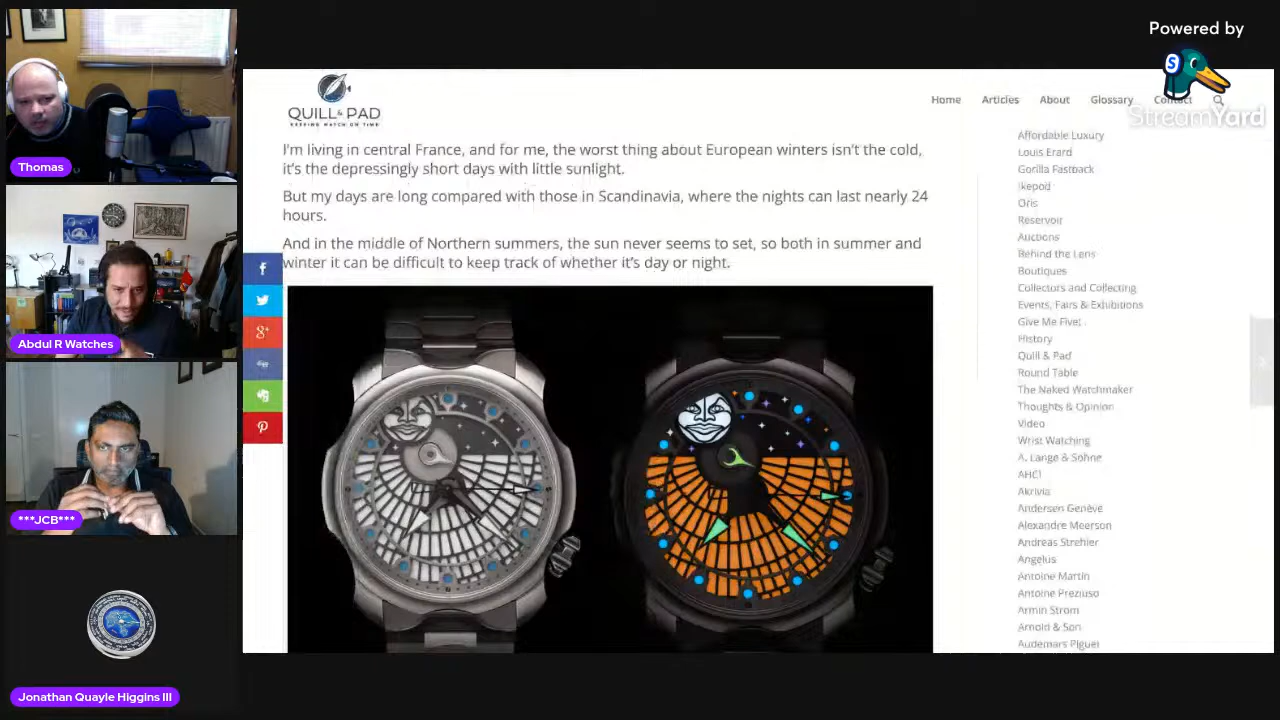 Thomas
Abdul R Watches
***JCB***
Jonathan Quayle Higgins III
Powered by
S
StreamYard
QUILL & PAD
KEEPING WATCH ON TIME
Home
Articles
About
Glossary
Contact
I'm living in central France, and for me, the worst thing about European winters isn't the cold,
it's the depressingly short days with little sunlight.
But my days are long compared with those in Scandinavia, where the nights can last nearly 24
hours.
And in the middle of Northern summers, the sun never seems to set, so both in summer and
winter it can be difficult to keep track of whether it's day or night.
Affordable Luxury
Louis Erard
Gorilla Fastback
Ikepod
Oris
Reservoir
Auctions
Behind the Lens
Boutiques
Collectors and Collecting
Events, Fairs & Exhibitions
Give Me Five!
History
Quill & Pad
Round Table
The Naked Watchmaker
Thoughts & Opinion
Video
Wrist Watching
A. Lange & Söhne
AHCI
Akrivia
Andersen Genève
Alexandre Meerson
Andreas Strehler
Angelus
Antoine Martin
Antoine Preziuso
Armin Strom
Arnold & Son
Audemars Piguet